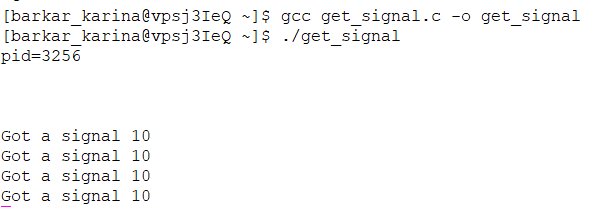 [barkar_karina@vpsj3IeQ ~]$ gcc get_signal.c -o get_signal
[barkar_karina@vpsj3IeQ ~]$ ./get_signal
pid=3256
Got a signal 10
Got a signal 10
Got a signal 10
Got a signal 10